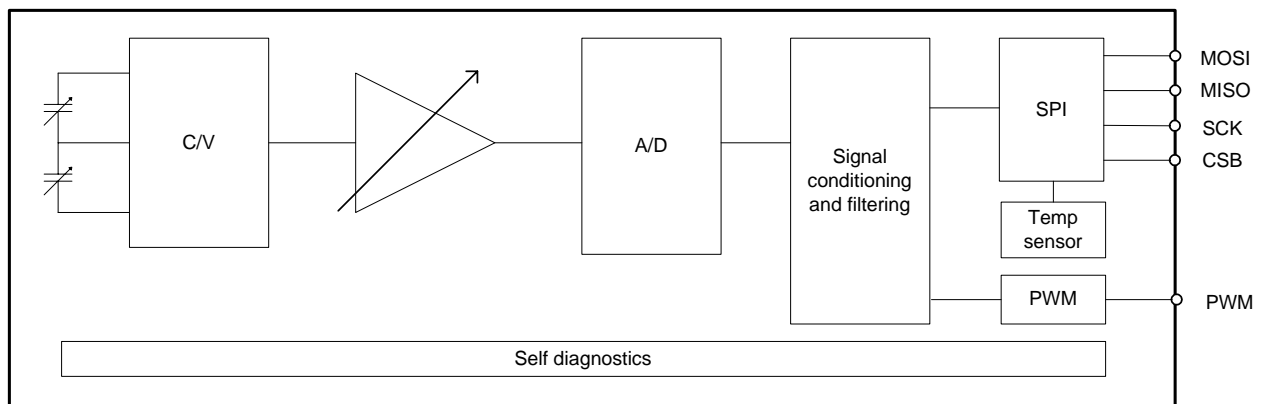 C/V
A/D
Signal
conditioning
and filtering
SPI
Temp
sensor
PWM
MOSI
MISO
SCK
CSB
PWM
Self diagnostics